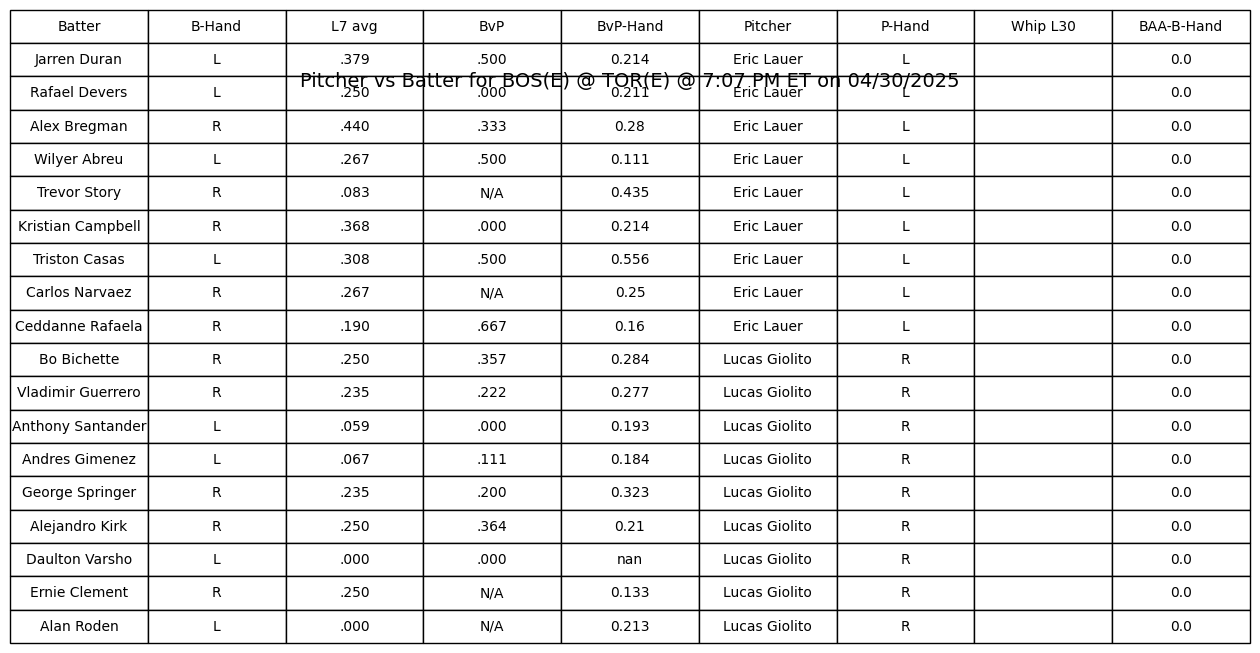 Batter B-Hand L7 avg BvP BvP-Hand Pitcher P-Hand Whip L30 BAA-B-Hand
Jarren Duran L .379 .500 0.214 Eric Lauer L 0.0
Pitcher vs Batter for BOS(E) @ TOR(E) @ 7:07 PM ET on 04/30/2025
Rafael Devers L .250 .000 0.211 Eric Lauer L 0.0
Alex Bregman R .440 .333 0.28 Eric Lauer L 0.0
Wilyer Abreu L .267 .500 0.111 Eric Lauer L 0.0
Trevor Story R .083 N/A 0.435 Eric Lauer L 0.0
Kristian Campbell R .368 .000 0.214 Eric Lauer L 0.0
Triston Casas L .308 .500 0.556 Eric Lauer L 0.0
Carlos Narvaez R .267 N/A 0.25 Eric Lauer L 0.0
Ceddanne Rafaela R .190 .667 0.16 Eric Lauer L 0.0
Bo Bichette R .250 .357 0.284 Lucas Giolito R 0.0
Vladimir Guerrero R .235 .222 0.277 Lucas Giolito R 0.0
Anthony Santander L .059 .000 0.193 Lucas Giolito R 0.0
Andres Gimenez L .067 .111 0.184 Lucas Giolito R 0.0
George Springer R .235 .200 0.323 Lucas Giolito R 0.0
Alejandro Kirk R .250 .364 0.21 Lucas Giolito R 0.0
Daulton Varsho L .000 .000 nan Lucas Giolito R 0.0
Ernie Clement R .250 N/A 0.133 Lucas Giolito R 0.0
Alan Roden L .000 N/A 0.213 Lucas Giolito R 0.0